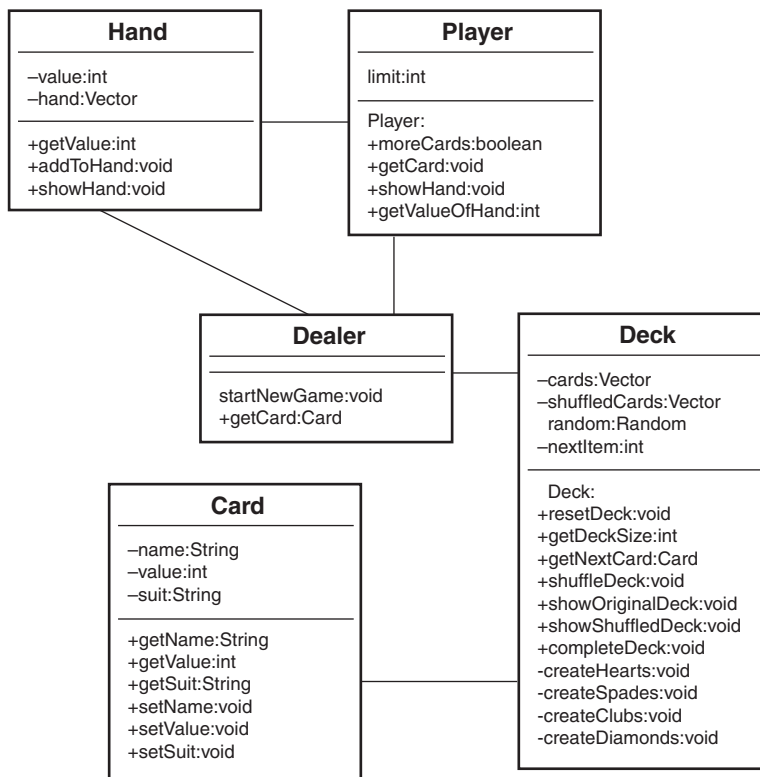 Hand
–value:int
–hand:Vector
+getValue:int
+addToHand:void
+showHand:void
Player
limit:int
Player:
+moreCards:boolean
+getCard:void
+showHand:void
+getValueOfHand:int
Dealer
startNewGame:void
+getCard:Card
Deck
–cards:Vector
–shuffledCards:Vector
random:Random
–nextItem:int
Deck:
+resetDeck:void
+getDeckSize:int
+getNextCard:Card
+shuffleDeck:void
+showOriginalDeck:void
+showShuffledDeck:void
+completeDeck:void
-createHearts:void
-createSpades:void
-createClubs:void
-createDiamonds:void
Card
–name:String
–value:int
–suit:String
+getName:String
+getValue:int
+getSuit:String
+setName:void
+setValue:void
+setSuit:void